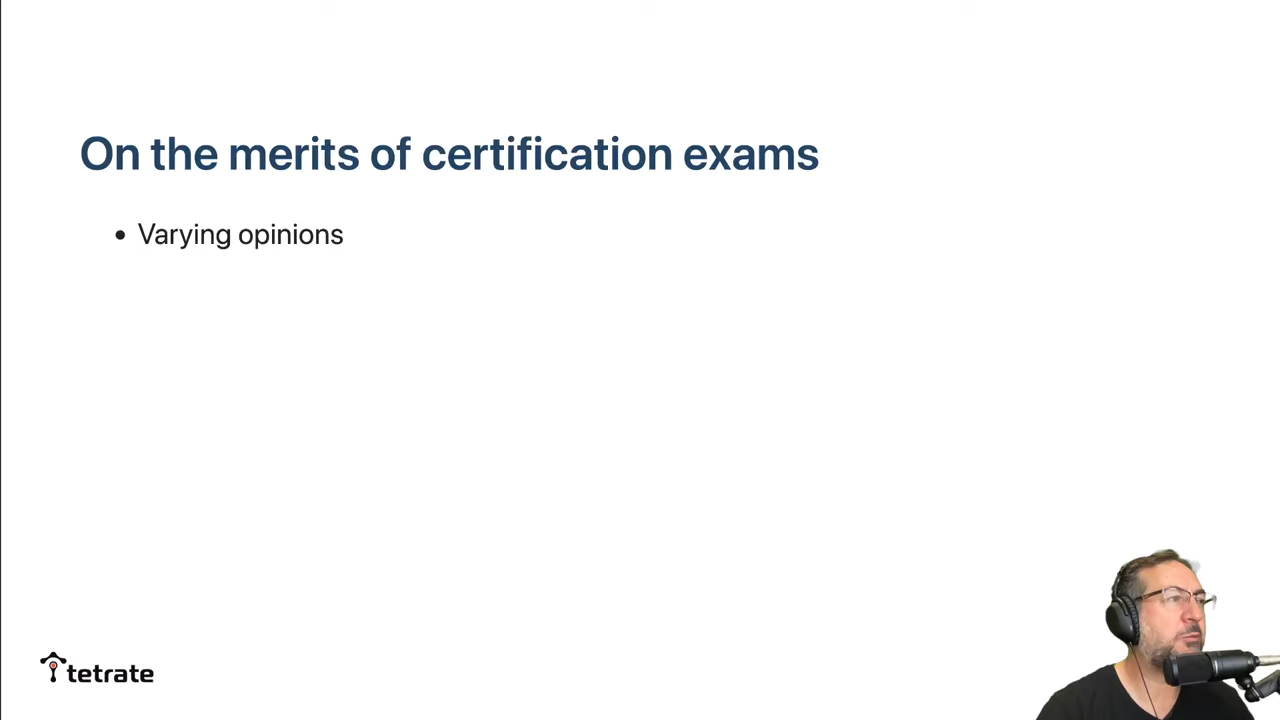 On the merits of certification exams
• Varying opinions
tetrate